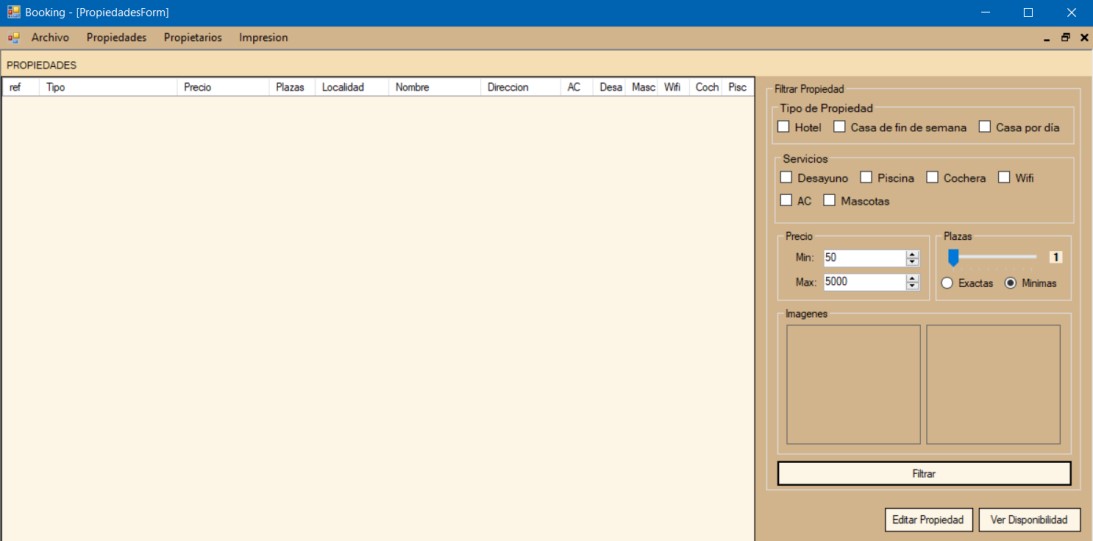 Booking - [PropiedadesForm]
Archivo Propiedades Propietarios Impresion
PROPIEDADES
ref Tipo Precio Plazas Localidad Nombre Direccion AC Desa Masc Wifi Coch Pisc
Filtrar Propiedad
Tipo de Propiedad
Hotel Casa de fin de semana Casa por día
Servicios
Desayuno Piscina Cochera Wifi
AC Mascotas
Precio Plazas
Min: 50 1
Max: 5000 Exactas Minimas
Imagenes
Filtrar
Editar Propiedad Ver Disponibilidad